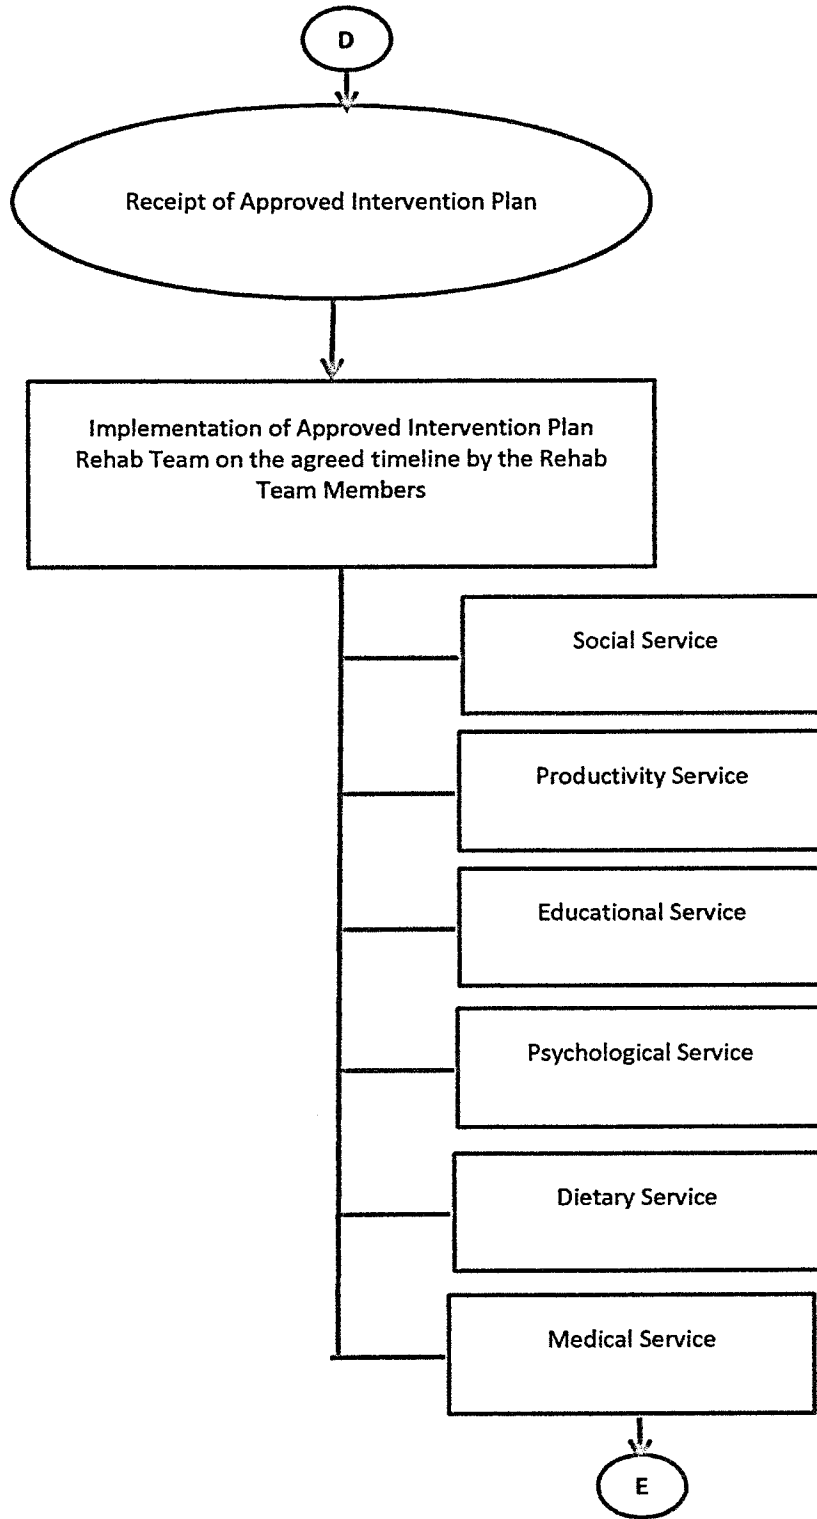 D
Receipt of Approved Intervention Plan
Implementation of Approved Intervention Plan
Rehab Team on the agreed timeline by the Rehab
Team Members
Social Service
Productivity Service
Educational Service
Psychological Service
Dietary Service
Medical Service
E